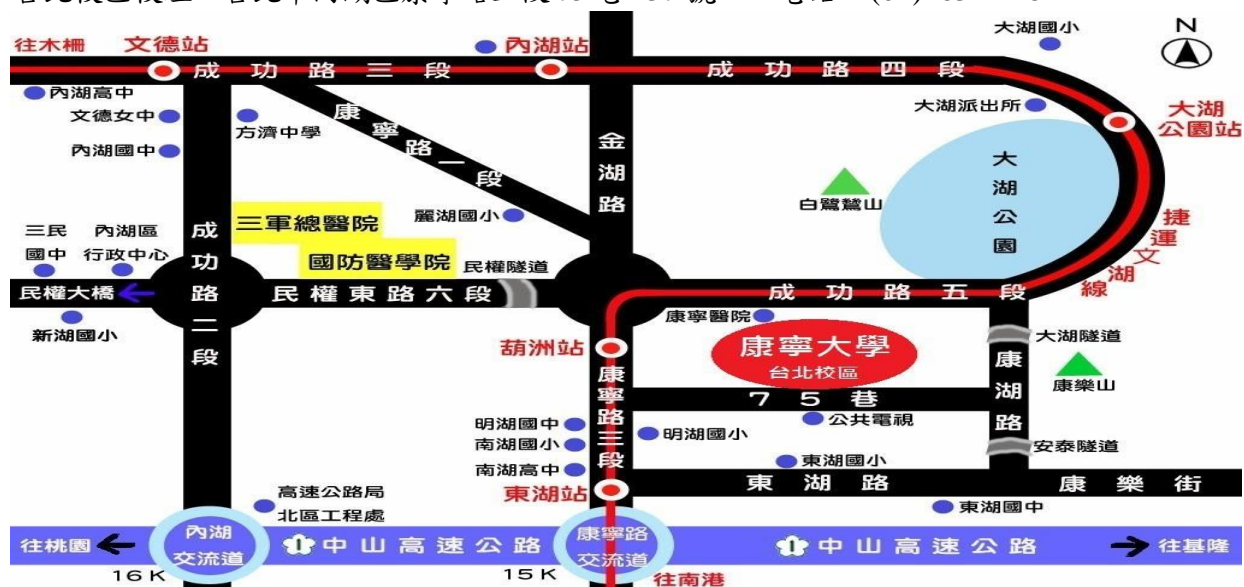 往木柵
文德站
內湖站
大湖國小
N
成功路三段
成功路四段
內湖高中
文德女中
方濟中學
內湖國中
康寧路一段
金湖路
大湖派出所
大湖
公園站
大湖公園
白鷺鷥山
三軍總醫院
麗湖國小
國防醫學院
民權隧道
三民
國中
內湖區
行政中心
成功路二段
捷運文湖線
民權大橋
民權東路六段
成功路五段
新湖國小
康寧醫院
葫洲站
康寧大學
台北校區
大湖隧道
康湖路
康樂山
75巷
康寧路三段
明湖國中
南湖國小
南湖高中
明湖國小
公共電視
東湖國小
安泰隧道
東湖站
東湖路
康樂街
高速公路局
北區工程處
東湖國中
往桃園
內湖
交流道
1
中山高速公路
康寧路
交流道
1
中山高速公路
往基隆
16K
15K
往南港